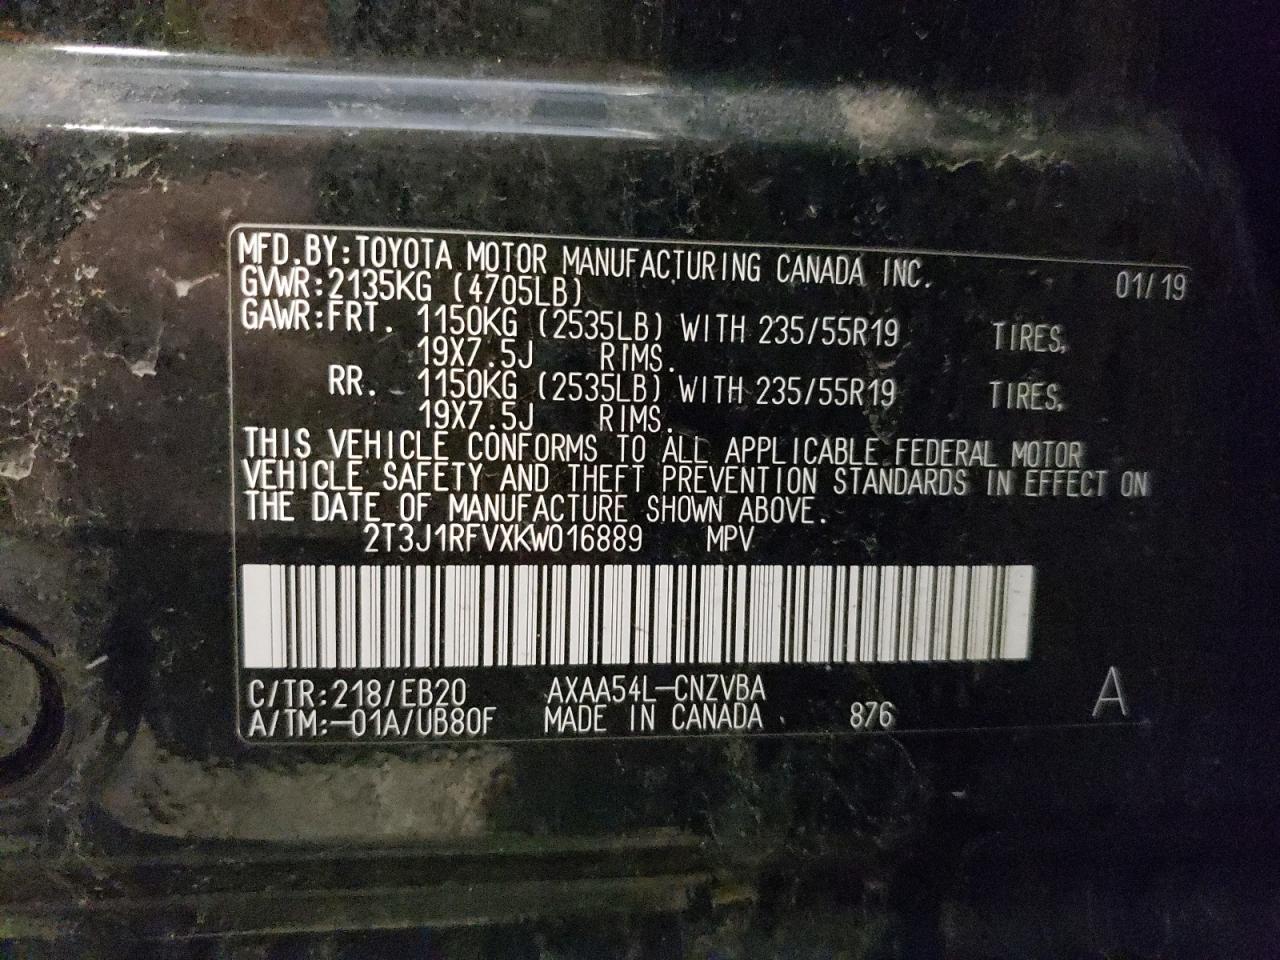 MFD.BY:TOYOTA MOTOR MANUFACTURING CANADA INC. 01/19
GVWR:2135KG (4705LB)
GAWR:FRT. 1150KG (2535LB) WITH 235/55R19 TIRES,
19X7.5J RIMS.
RR. 1150KG (2535LB) WITH 235/55R19 TIRES,
19X7.5J RIMS.
THIS VEHICLE CONFORMS TO ALL APPLICABLE FEDERAL MOTOR
VEHICLE SAFETY AND THEFT PREVENTION STANDARDS IN EFFECT ON
THE DATE OF MANUFACTURE SHOWN ABOVE.
2T3J1RFVXKW016889 MPV
C/TR:218/EB20 AXAA54L-CNZVBA A
A/TM:-01A/UB80F MADE IN CANADA 876